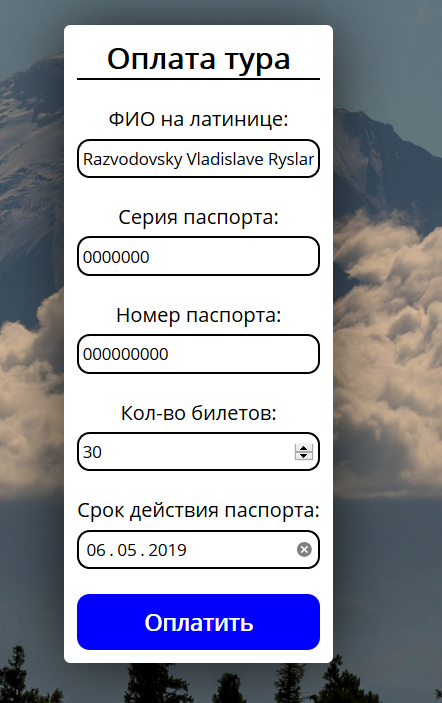 Оплата тура
ФИО на латинице:
Razvodovsky Vladislave Ryslar
Серия паспорта:
0000000
Номер паспорта:
000000000
Кол-во билетов:
30
Срок действия паспорта:
06.05.2019
Оплатить